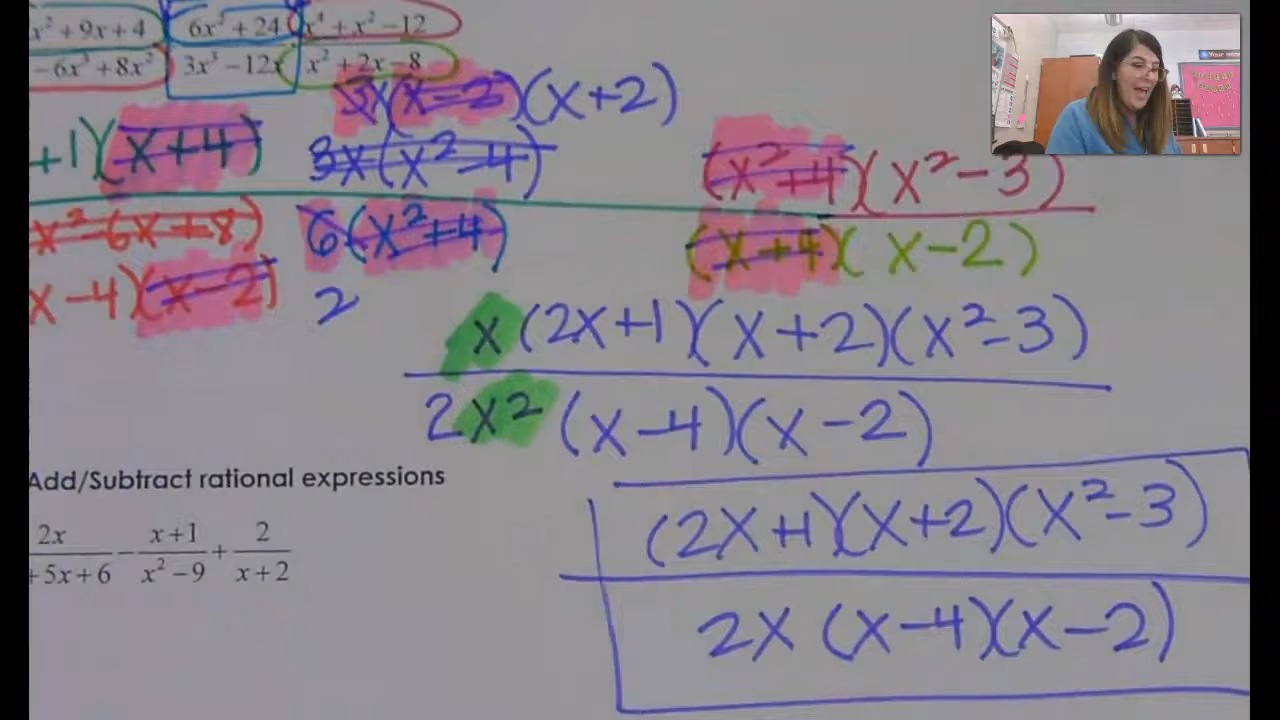 x² + 9x + 4 6x² + 24 x⁴ + x² − 12
− 6x³ + 8x² 3x³ − 12x x² + 2x − 8
3x(x−2)(x+2)
+1)(x+4) 3x(x²−4) (x²+4)(x²−3)
x²−6x+8) 6(x²+4) (x+4)(x−2)
x−4)(x−2) 2
x(2x+1)(x+2)(x²−3)
2x²(x−4)(x−2)
Add/Subtract rational expressions
(2x+1)(x+2)(x²−3)
2x x+1 2
+5x+6 − x²−9 + x+2
2x(x−4)(x−2)